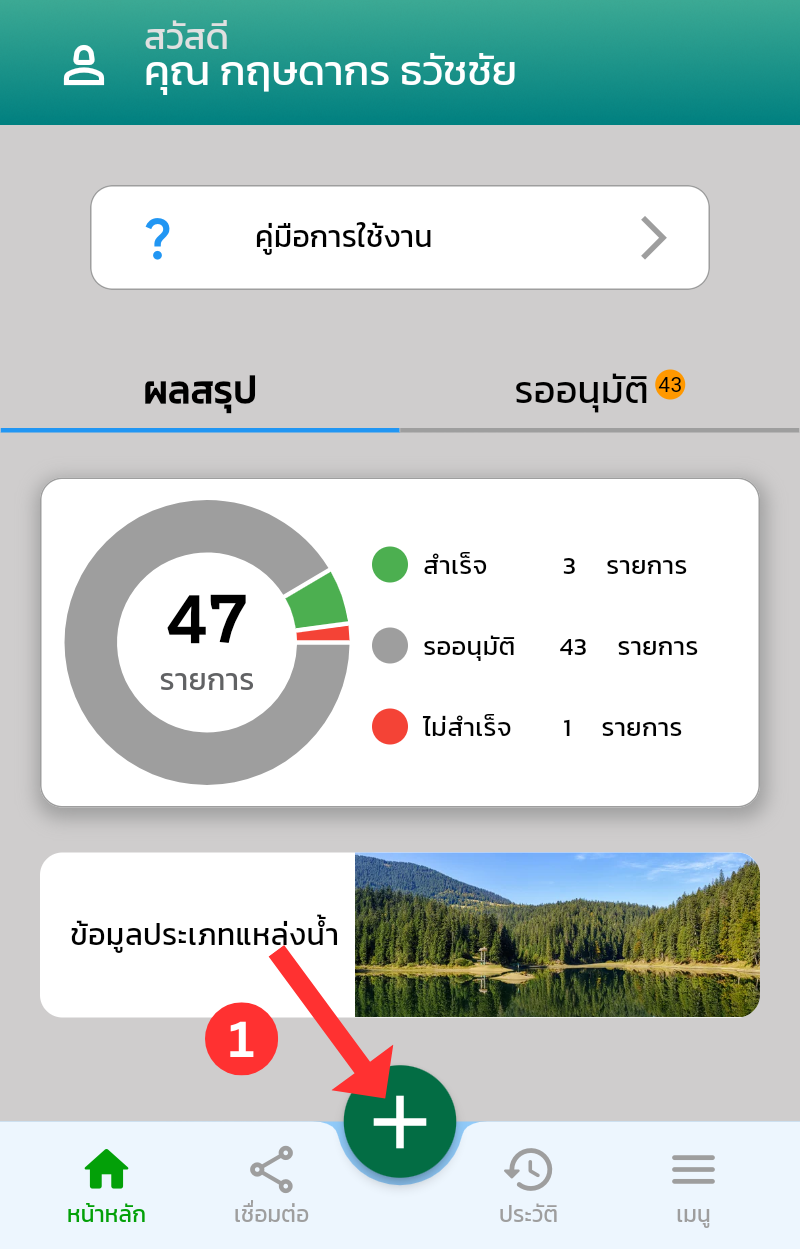 สวัสดี
คุณ กฤษดากร ธวัชชัย
? คู่มือการใช้งาน
ผลสรุป รออนุมัติ 43
47
รายการ
สำเร็จ 3 รายการ
รออนุมัติ 43 รายการ
ไม่สำเร็จ 1 รายการ
ข้อมูลประเภทแหล่งน้ำ
1
หน้าหลัก เชื่อมต่อ ประวัติ เมนู